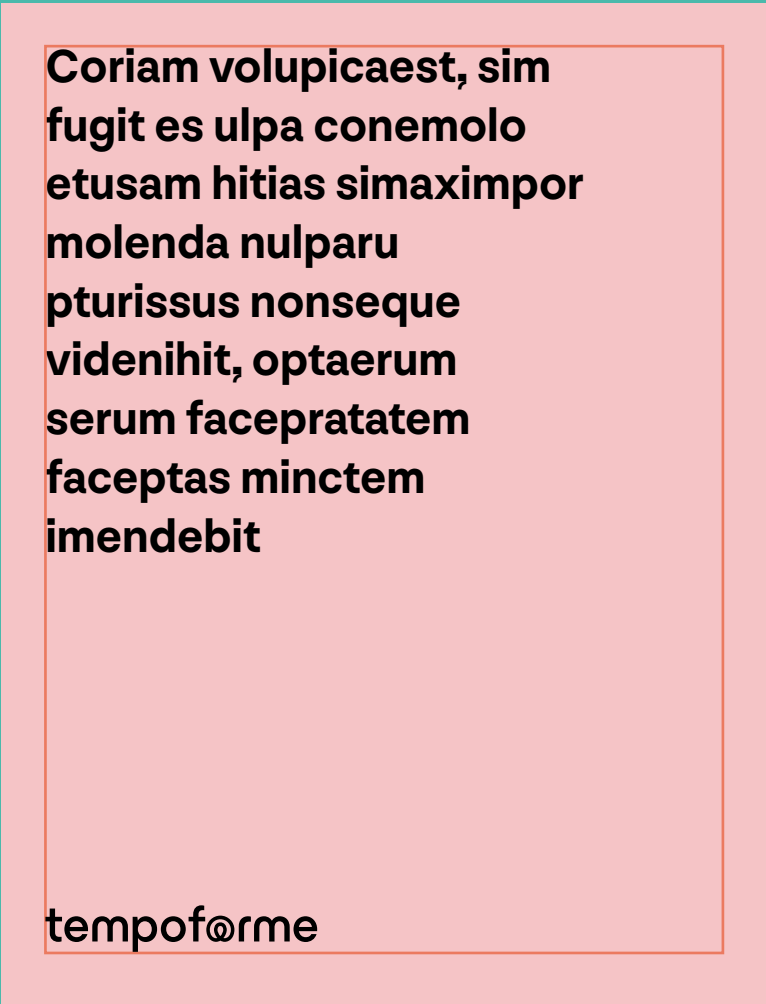 Coriam volupicaest, sim
fugit es ulpa conemolo
etusam hitias simaximpor
molenda nulparu
pturissus nonseque
videnihit, optaerum
serum facepratatem
faceptas minctem
imendebit
tempoforme